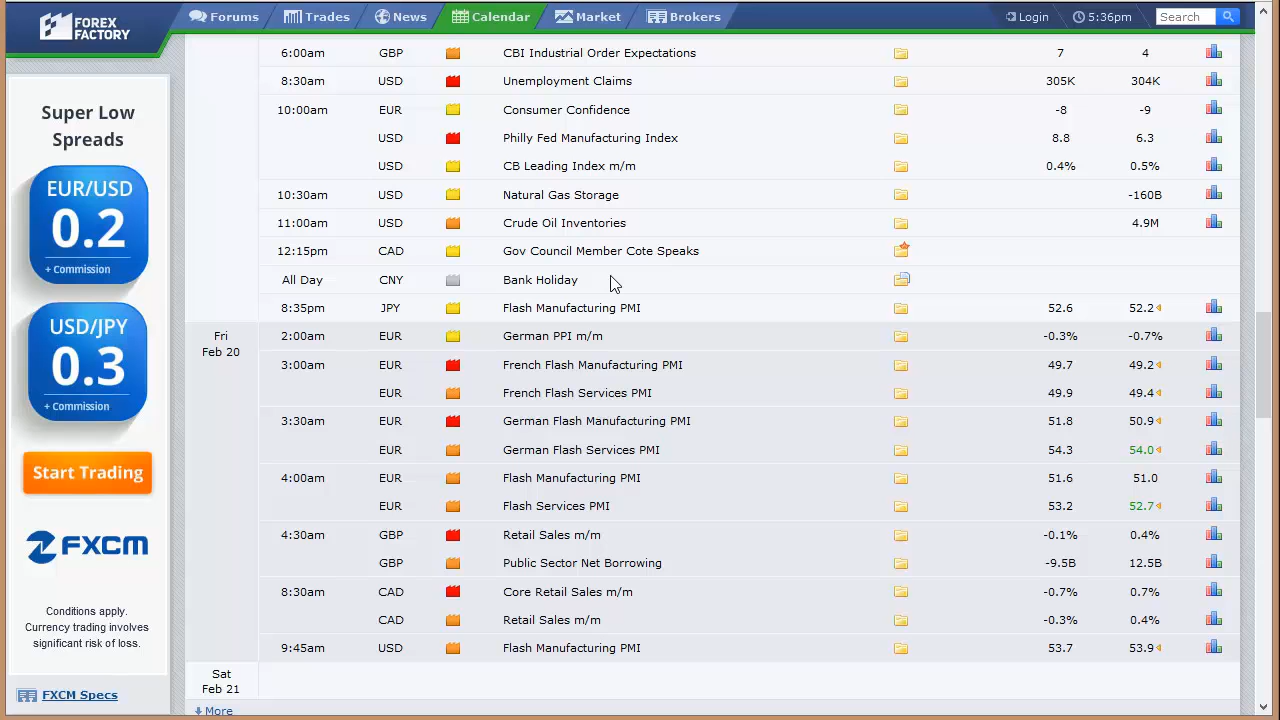 FOREX FACTORY Forums Trades News Calendar Market Brokers Login 5:36pm Search
6:00am GBP CBI Industrial Order Expectations 7 4
8:30am USD Unemployment Claims 305K 304K
10:00am EUR Consumer Confidence -8 -9
USD Philly Fed Manufacturing Index 8.8 6.3
USD CB Leading Index m/m 0.4% 0.5%
10:30am USD Natural Gas Storage -160B
11:00am USD Crude Oil Inventories 4.9M
12:15pm CAD Gov Council Member Cote Speaks
All Day CNY Bank Holiday
8:35pm JPY Flash Manufacturing PMI 52.6 52.2
Fri Feb 20
2:00am EUR German PPI m/m -0.3% -0.7%
3:00am EUR French Flash Manufacturing PMI 49.7 49.2
EUR French Flash Services PMI 49.9 49.4
3:30am EUR German Flash Manufacturing PMI 51.8 50.9
EUR German Flash Services PMI 54.3 54.0
4:00am EUR Flash Manufacturing PMI 51.6 51.0
EUR Flash Services PMI 53.2 52.7
4:30am GBP Retail Sales m/m -0.1% 0.4%
GBP Public Sector Net Borrowing -9.5B 12.5B
8:30am CAD Core Retail Sales m/m -0.7% 0.7%
CAD Retail Sales m/m -0.3% 0.4%
9:45am USD Flash Manufacturing PMI 53.7 53.9
Sat
Feb 21
More
Super Low
Spreads
EUR/USD
0.2
+ Commission
USD/JPY
0.3
+ Commission
Start Trading
FXCM
Conditions apply.
Currency trading involves
significant risk of loss.
FXCM Specs